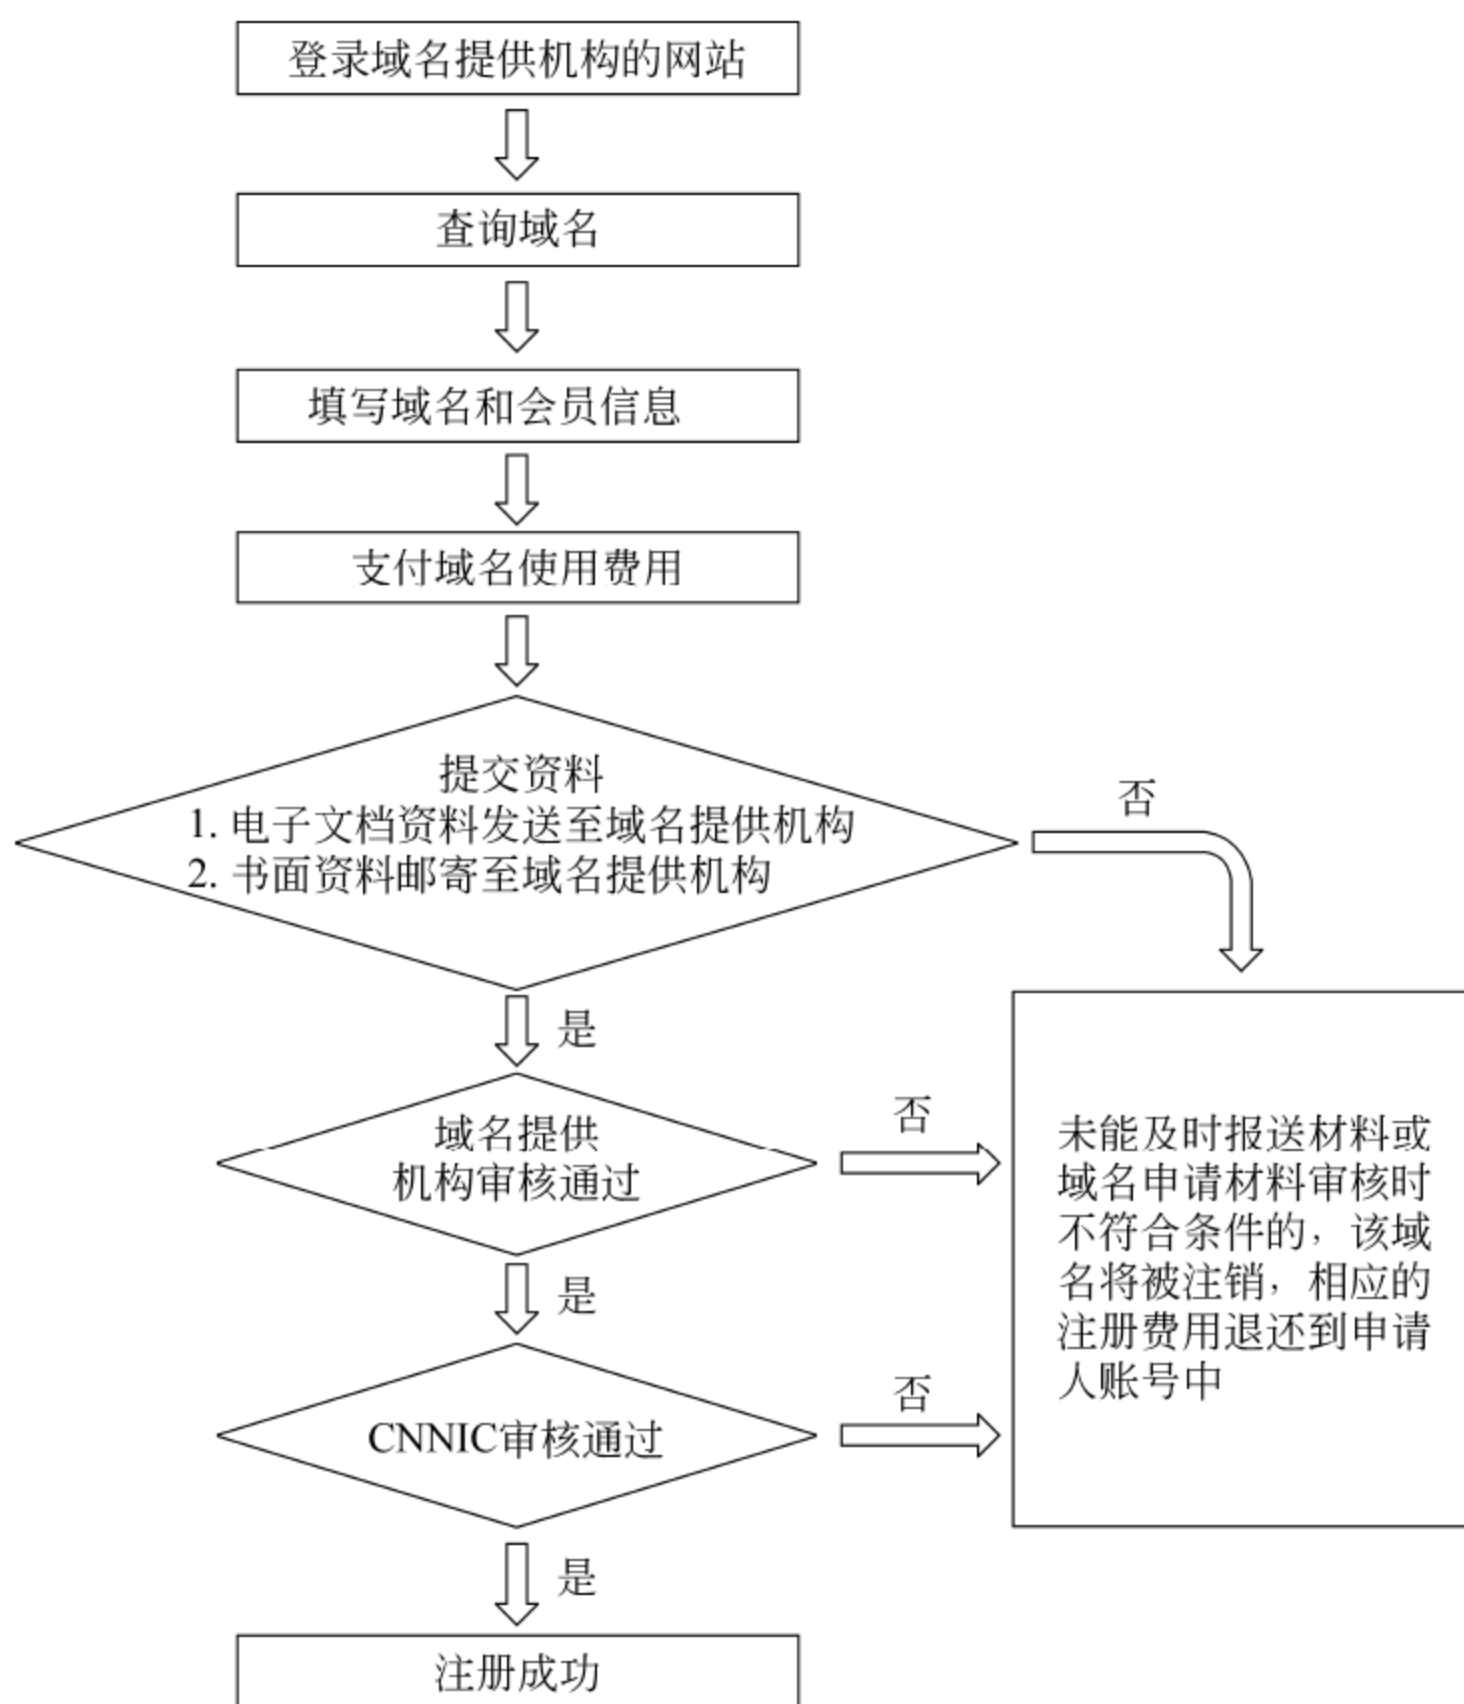 登录域名提供机构的网站
查询域名
填写域名和会员信息
支付域名使用费用
提交资料
1. 电子文档资料发送至域名提供机构
2. 书面资料邮寄至域名提供机构
否
是
域名提供
机构审核通过
否
未能及时报送材料或
域名申请材料审核时
不符合条件的，该域
名将被注销，相应的
注册费用退还到申请
人账号中
是
CNNIC审核通过
否
是
注册成功